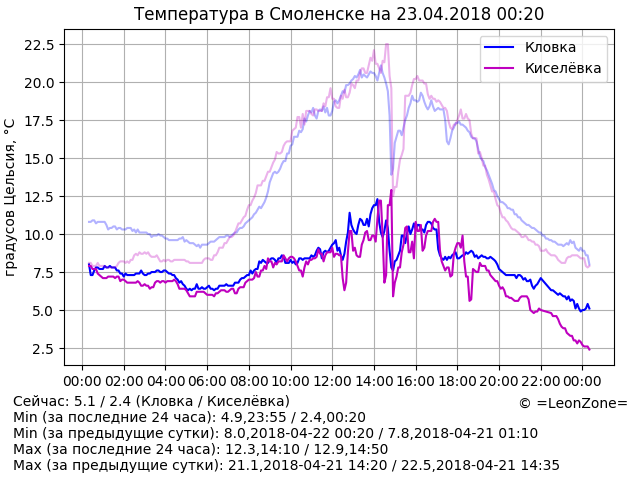 Температура в Смоленске на 23.04.2018 00:20
22.5
20.0
17.5
15.0
12.5
10.0
7.5
5.0
2.5
градусов Цельсия, °C
Кловка
Киселёвка
00:00 02:00 04:00 06:00 08:00 10:00 12:00 14:00 16:00 18:00 20:00 22:00 00:00
Сейчас: 5.1 / 2.4 (Кловка / Киселёвка)
© =LeonZone=
Min (за последние 24 часа): 4.9,23:55 / 2.4,00:20
Min (за предыдущие сутки): 8.0,2018-04-22 00:20 / 7.8,2018-04-21 01:10
Max (за последние 24 часа): 12.3,14:10 / 12.9,14:50
Max (за предыдущие сутки): 21.1,2018-04-21 14:20 / 22.5,2018-04-21 14:35